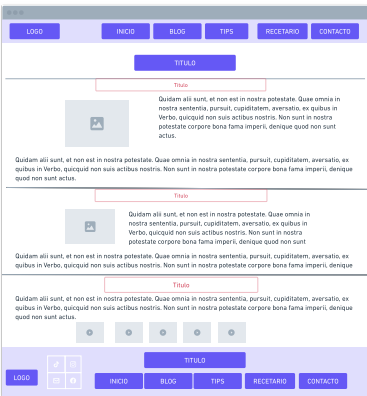 LOGO INICIO BLOG TIPS RECETARIO CONTACTO
TITULO
Titulo
Quidam alii sunt, et non est in nostra potestate. Quae omnia in
nostra sententia, pursuit, cupiditatem, aversatio, ex quibus in
Verbo, quicquid non suis actibus nostris. Non sunt in nostra
potestate corpore bona fama imperii, denique quod non sunt
actus.
Quidam alii sunt, et non est in nostra potestate. Quae omnia in nostra sententia, pursuit, cupiditatem, aversatio, ex
quibus in Verbo, quicquid non suis actibus nostris. Non sunt in nostra potestate corpore bona fama imperii, denique
quod non sunt actus.
Titulo
Quidam alii sunt, et non est in nostra potestate. Quae omnia in
nostra sententia, pursuit, cupiditatem, aversatio, ex quibus in
Verbo, quicquid non suis actibus nostris. Non sunt in nostra
potestate corpore bona fama imperii, denique quod non sunt
Quidam alii sunt, et non est in nostra potestate. Quae omnia in nostra sententia, pursuit, cupiditatem, aversatio, ex
quibus in Verbo, quicquid non suis actibus nostris. Non sunt in nostra potestate corpore bona fama imperii, denique
Titulo
Quidam alii sunt, et non est in nostra potestate. Quae omnia in nostra sententia, pursuit, cupiditatem, aversatio, ex
quibus in Verbo, quicquid non suis actibus nostris. Non sunt in nostra potestate corpore bona fama imperii, denique
quod non sunt actus.
TITULO
LOGO INICIO BLOG TIPS RECETARIO CONTACTO